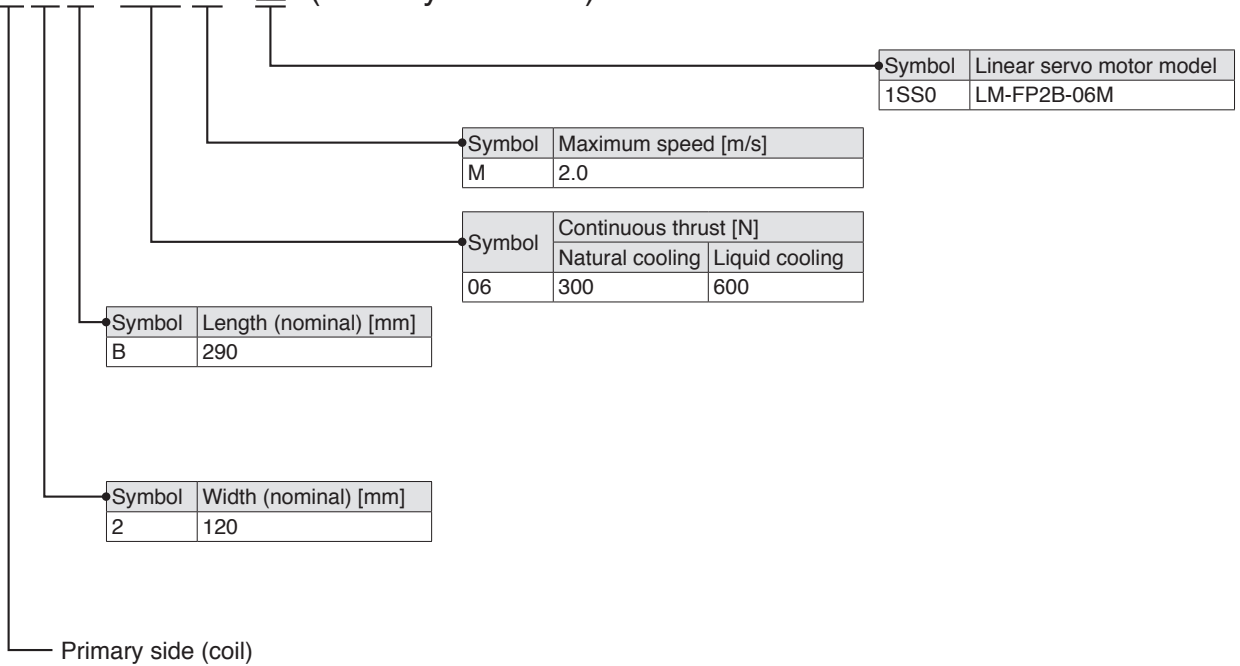 Symbol Linear servo motor model
1SS0 LM-FP2B-06M
Symbol Maximum speed [m/s]
M 2.0
Symbol Continuous thrust [N]
Natural cooling Liquid cooling
06 300 600
Symbol Length (nominal) [mm]
B 290
Symbol Width (nominal) [mm]
2 120
Primary side (coil)